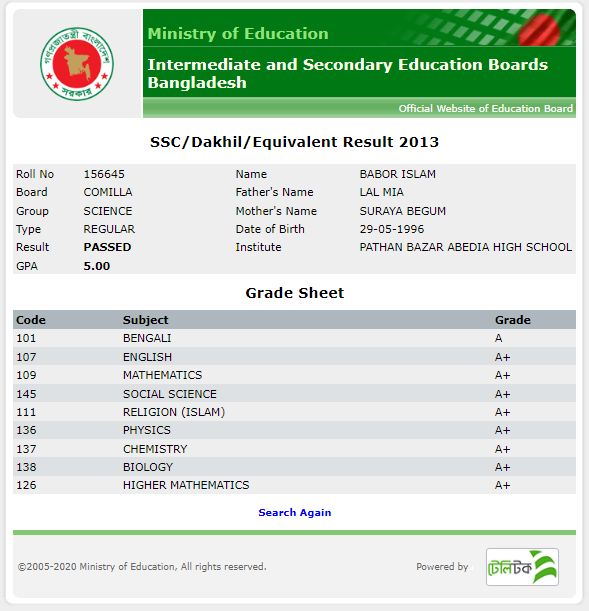 গণপ্রজাতন্ত্রী বাংলাদেশ
সরকার
Ministry of Education
Intermediate and Secondary Education Boards
Bangladesh
Official Website of Education Board
SSC/Dakhil/Equivalent Result 2013
Roll No 156645 Name BABOR ISLAM
Board COMILLA Father's Name LAL MIA
Group SCIENCE Mother's Name SURAYA BEGUM
Type REGULAR Date of Birth 29-05-1996
Result PASSED Institute PATHAN BAZAR ABEDIA HIGH SCHOOL
GPA 5.00
Grade Sheet
Code Subject Grade
101 BENGALI A
107 ENGLISH A+
109 MATHEMATICS A+
145 SOCIAL SCIENCE A+
111 RELIGION (ISLAM) A+
136 PHYSICS A+
137 CHEMISTRY A+
138 BIOLOGY A+
126 HIGHER MATHEMATICS A+
Search Again
©2005-2020 Ministry of Education, All rights reserved. Powered by টেলিটক